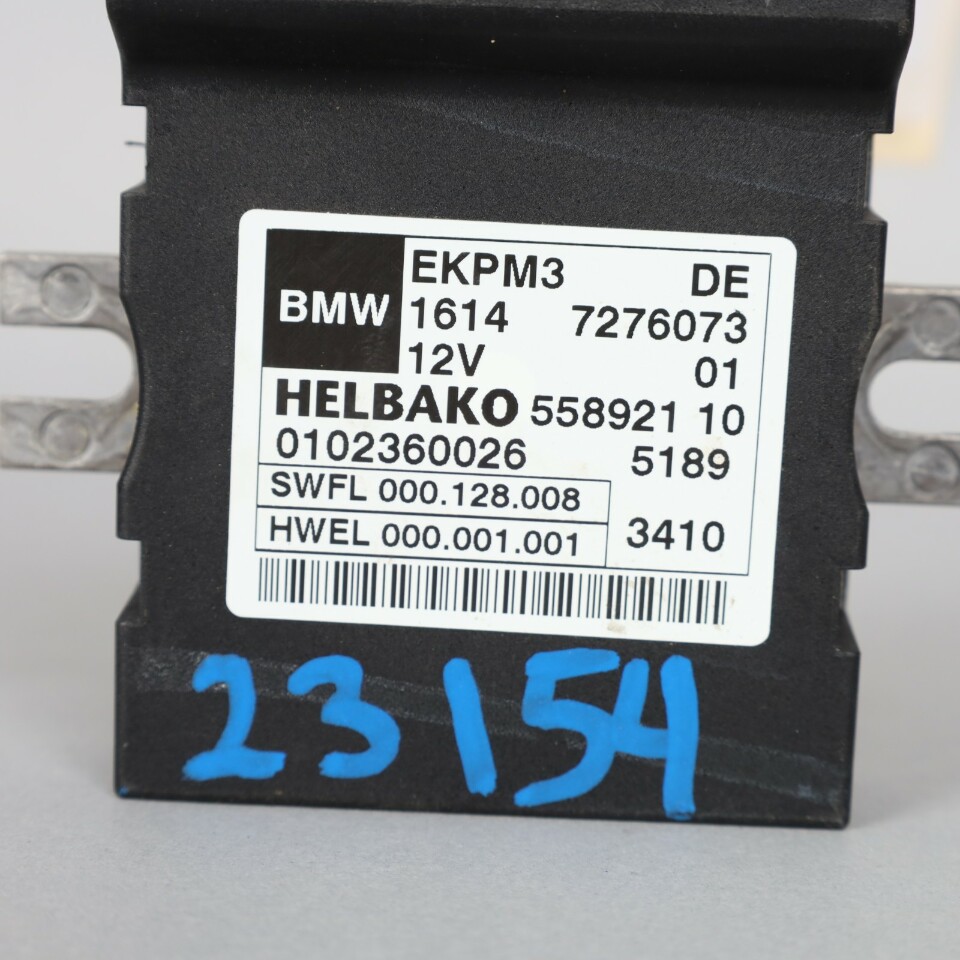 EKPM3 DE
BMW 1614 7276073
12V 01
HELBAKO 558921 10
0102360026 5189
SWFL 000.128.008
HWEL 000.001.001 3410
23154